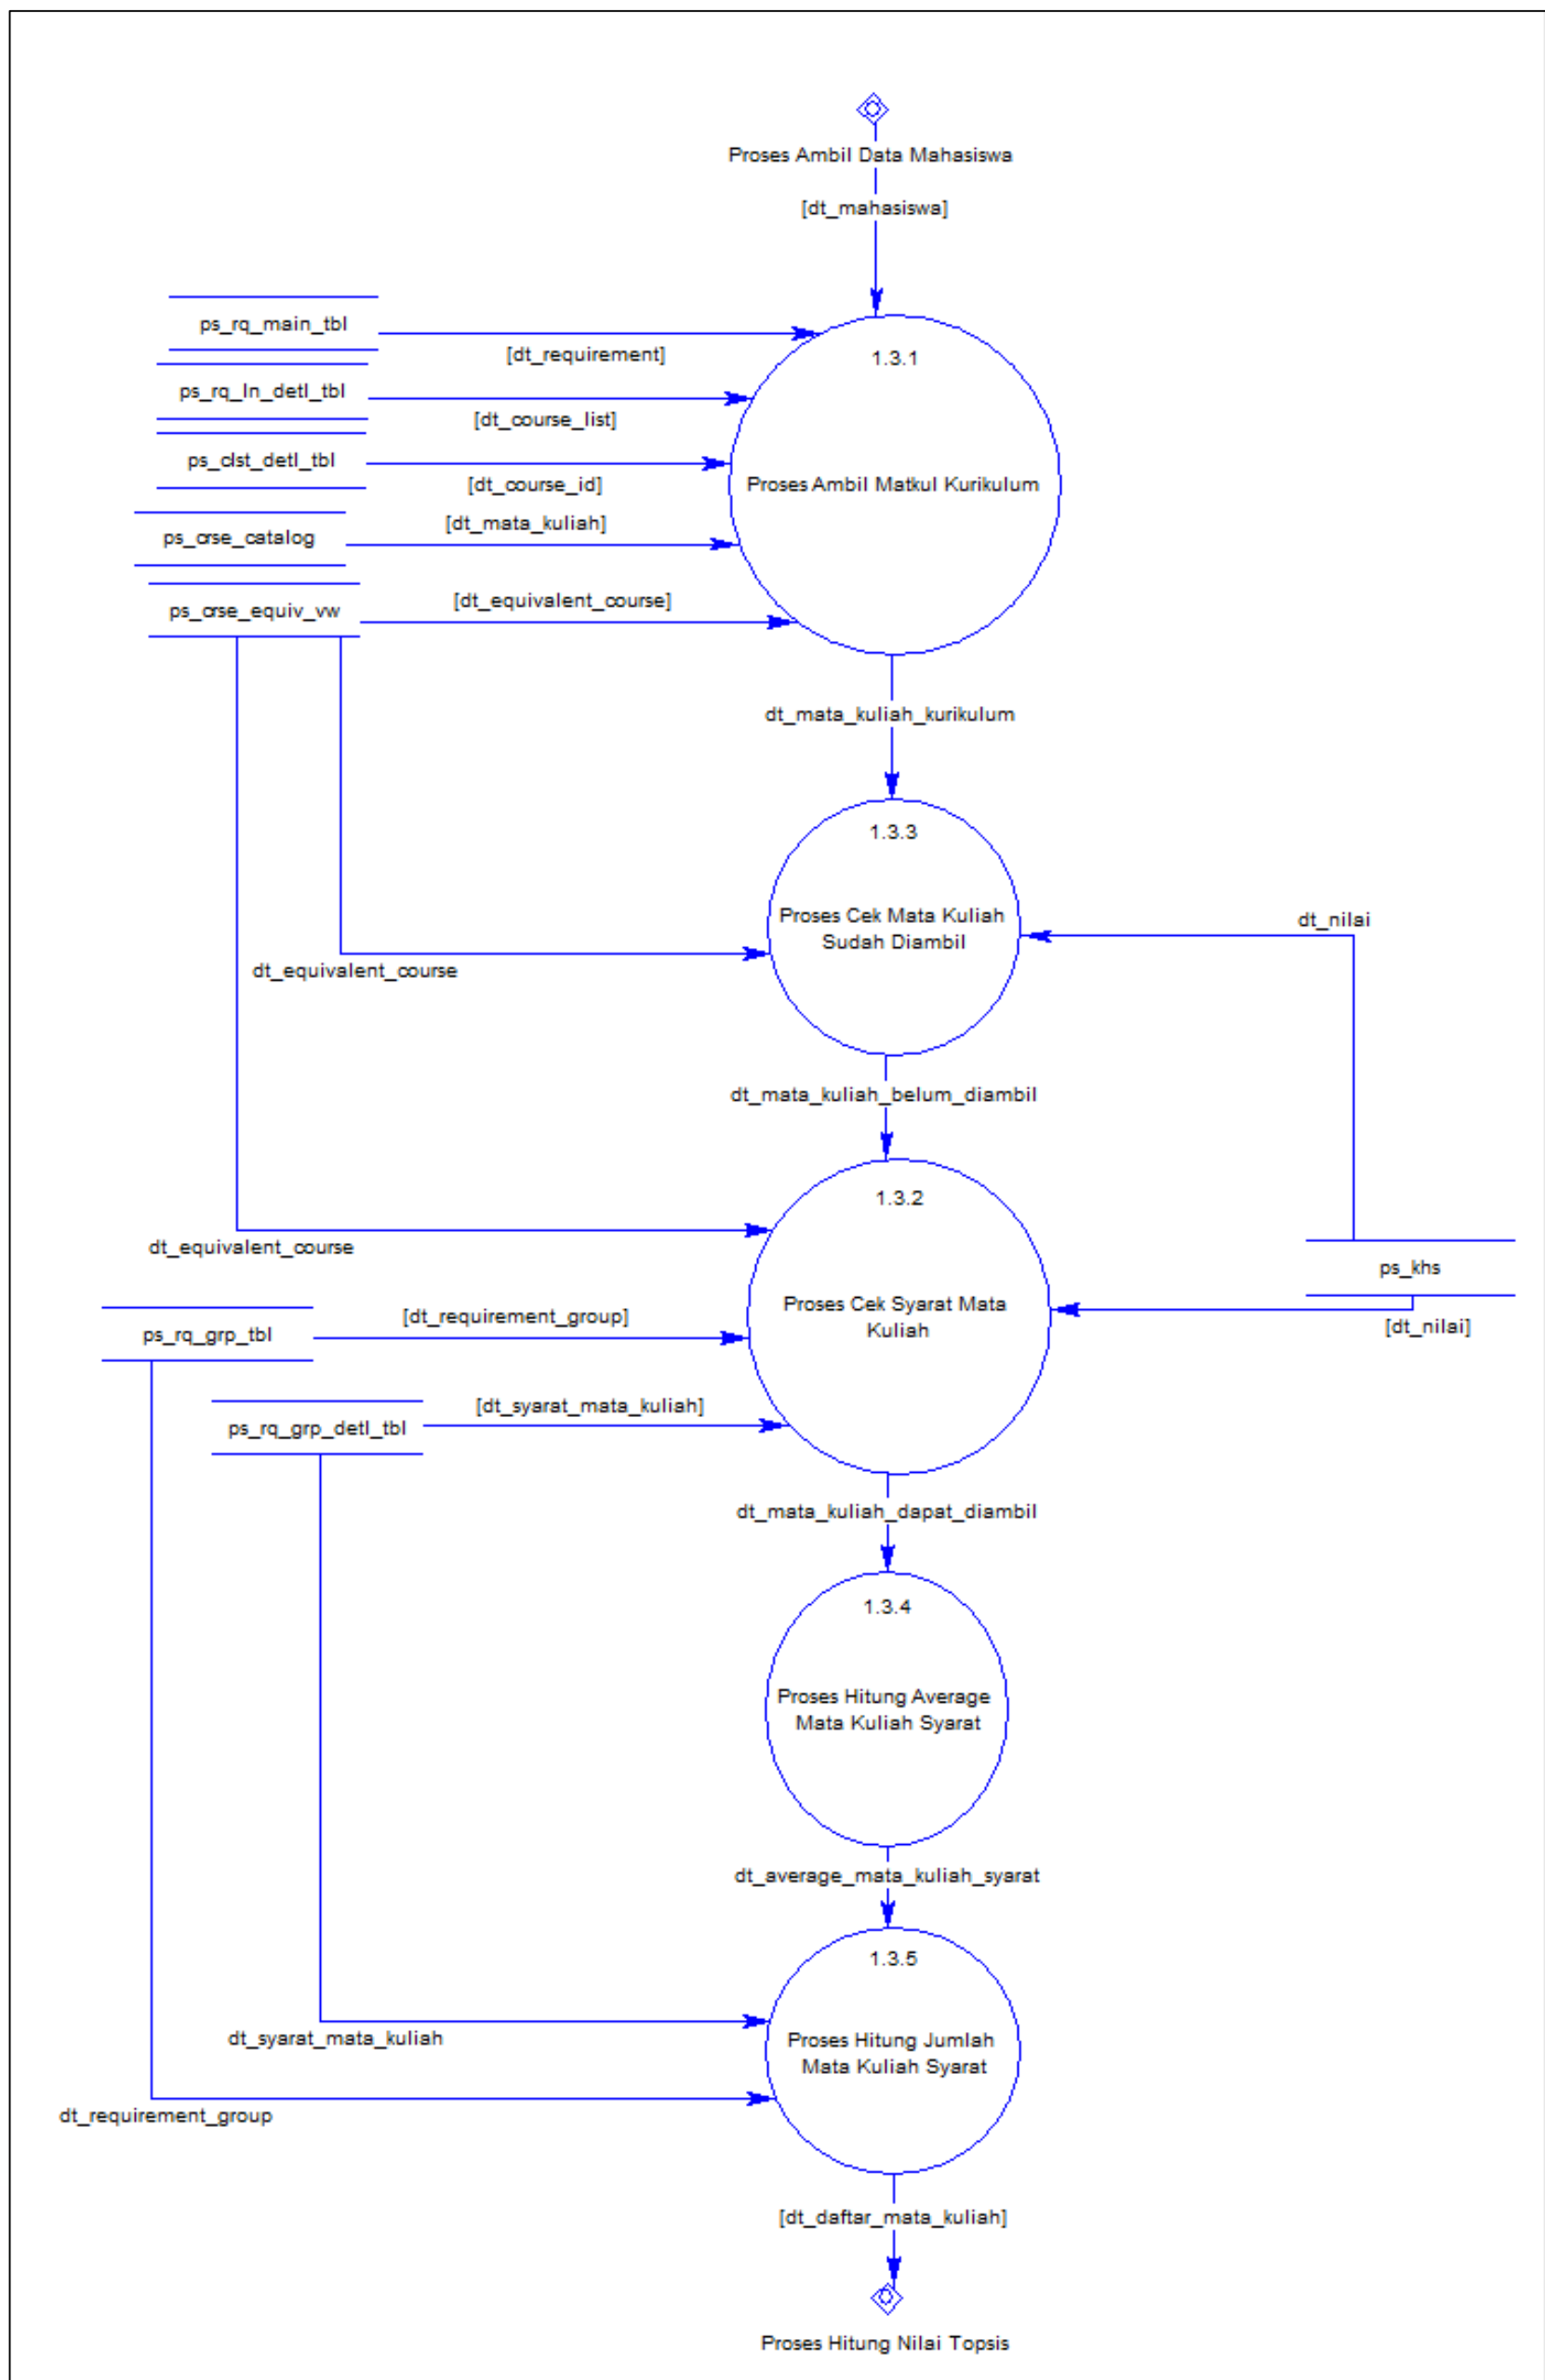 Proses Ambil Data Mahasiswa
[dt_mahasiswa]
ps_rq_main_tbl
[dt_requirement]
1.3.1
ps_rq_ln_detl_tbl
[dt_course_list]
ps_clst_detl_tbl
[dt_course_id]
Proses Ambil Matkul Kurikulum
ps_crse_catalog
[dt_mata_kuliah]
ps_crse_equiv_vw
[dt_equivalent_course]
dt_mata_kuliah_kurikulum
1.3.3
Proses Cek Mata Kuliah
Sudah Diambil
dt_nilai
dt_equivalent_course
dt_mata_kuliah_belum_diambil
1.3.2
dt_equivalent_course
ps_khs
Proses Cek Syarat Mata
Kuliah
[dt_requirement_group]
[dt_nilai]
ps_rq_grp_tbl
[dt_syarat_mata_kuliah]
ps_rq_grp_detl_tbl
dt_mata_kuliah_dapat_diambil
1.3.4
Proses Hitung Average
Mata Kuliah Syarat
dt_average_mata_kuliah_syarat
1.3.5
dt_syarat_mata_kuliah
Proses Hitung Jumlah
Mata Kuliah Syarat
dt_requirement_group
[dt_daftar_mata_kuliah]
Proses Hitung Nilai Topsis